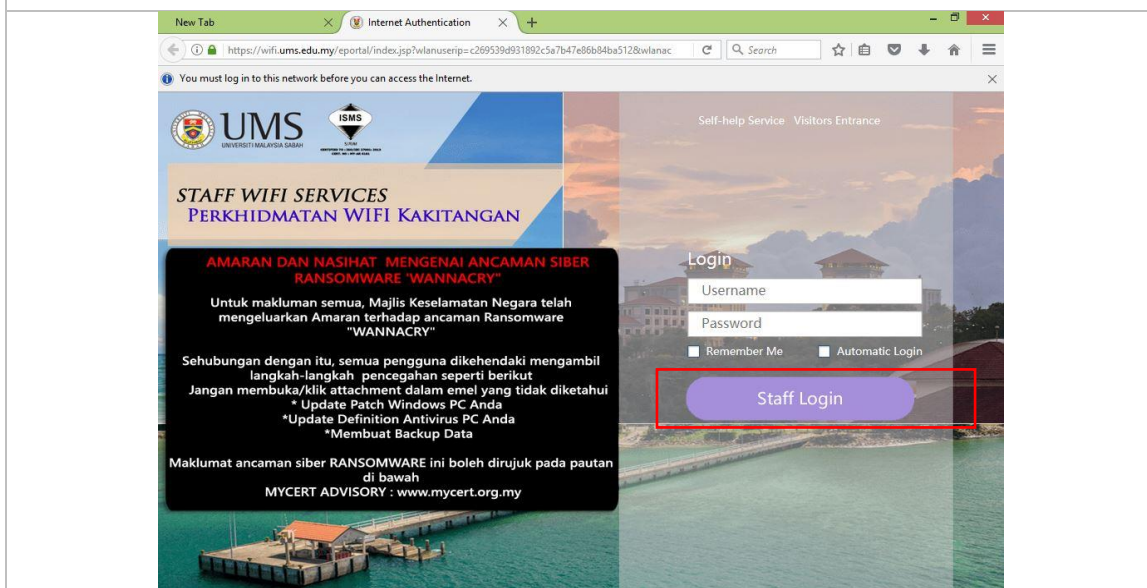 New Tab
Internet Authentication
https://wifi.ums.edu.my/eportal/index.jsp?wlanuserip=c269539d931892c5a7b47e86b84ba512&wlanac
Search
You must log in to this network before you can access the Internet.
UMS
UNIVERSITI MALAYSIA SABAH
ISMS
SIRIM
Self-help Service Visitors Entrance
STAFF WIFI SERVICES
PERKHIDMATAN WIFI KAKITANGAN
AMARAN DAN NASIHAT MENGENAI ANCAMAN SIBER
RANSOMWARE 'WANNACRY"
Untuk makluman semua, Majlis Keselamatan Negara telah
mengeluarkan Amaran terhadap ancaman Ransomware
"WANNACRY"
Sehubungan dengan itu, semua pengguna dikehendaki mengambil
langkah-langkah pencegahan seperti berikut
Jangan membuka/klik attachment dalam emel yang tidak diketahui
* Update Patch Windows PC Anda
*Update Definition Antivirus PC Anda
*Membuat Backup Data
Maklumat ancaman siber RANSOMWARE ini boleh dirujuk pada pautan
di bawah
MYCERT ADVISORY : www.mycert.org.my
Login
Username
Password
Remember Me Automatic Login
Staff Login